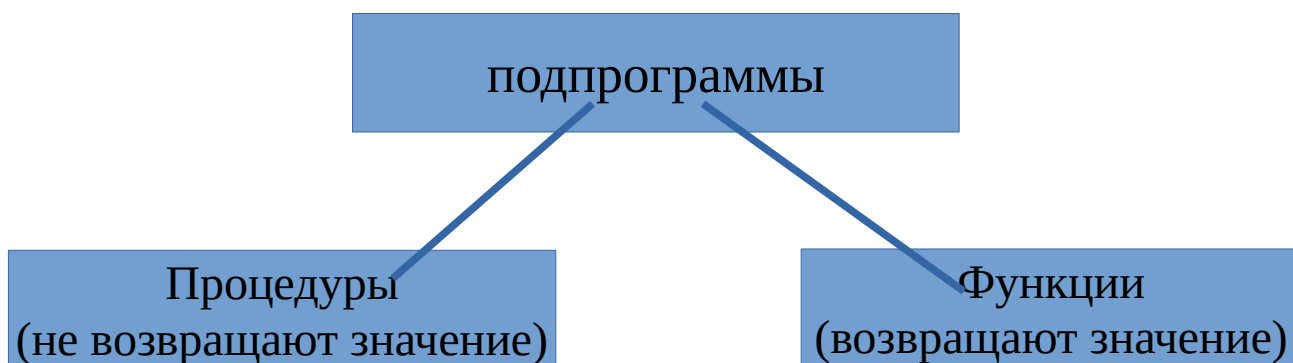 подпрограммы
Процедуры
(не возвращают значение)
Функции
(возвращают значение)